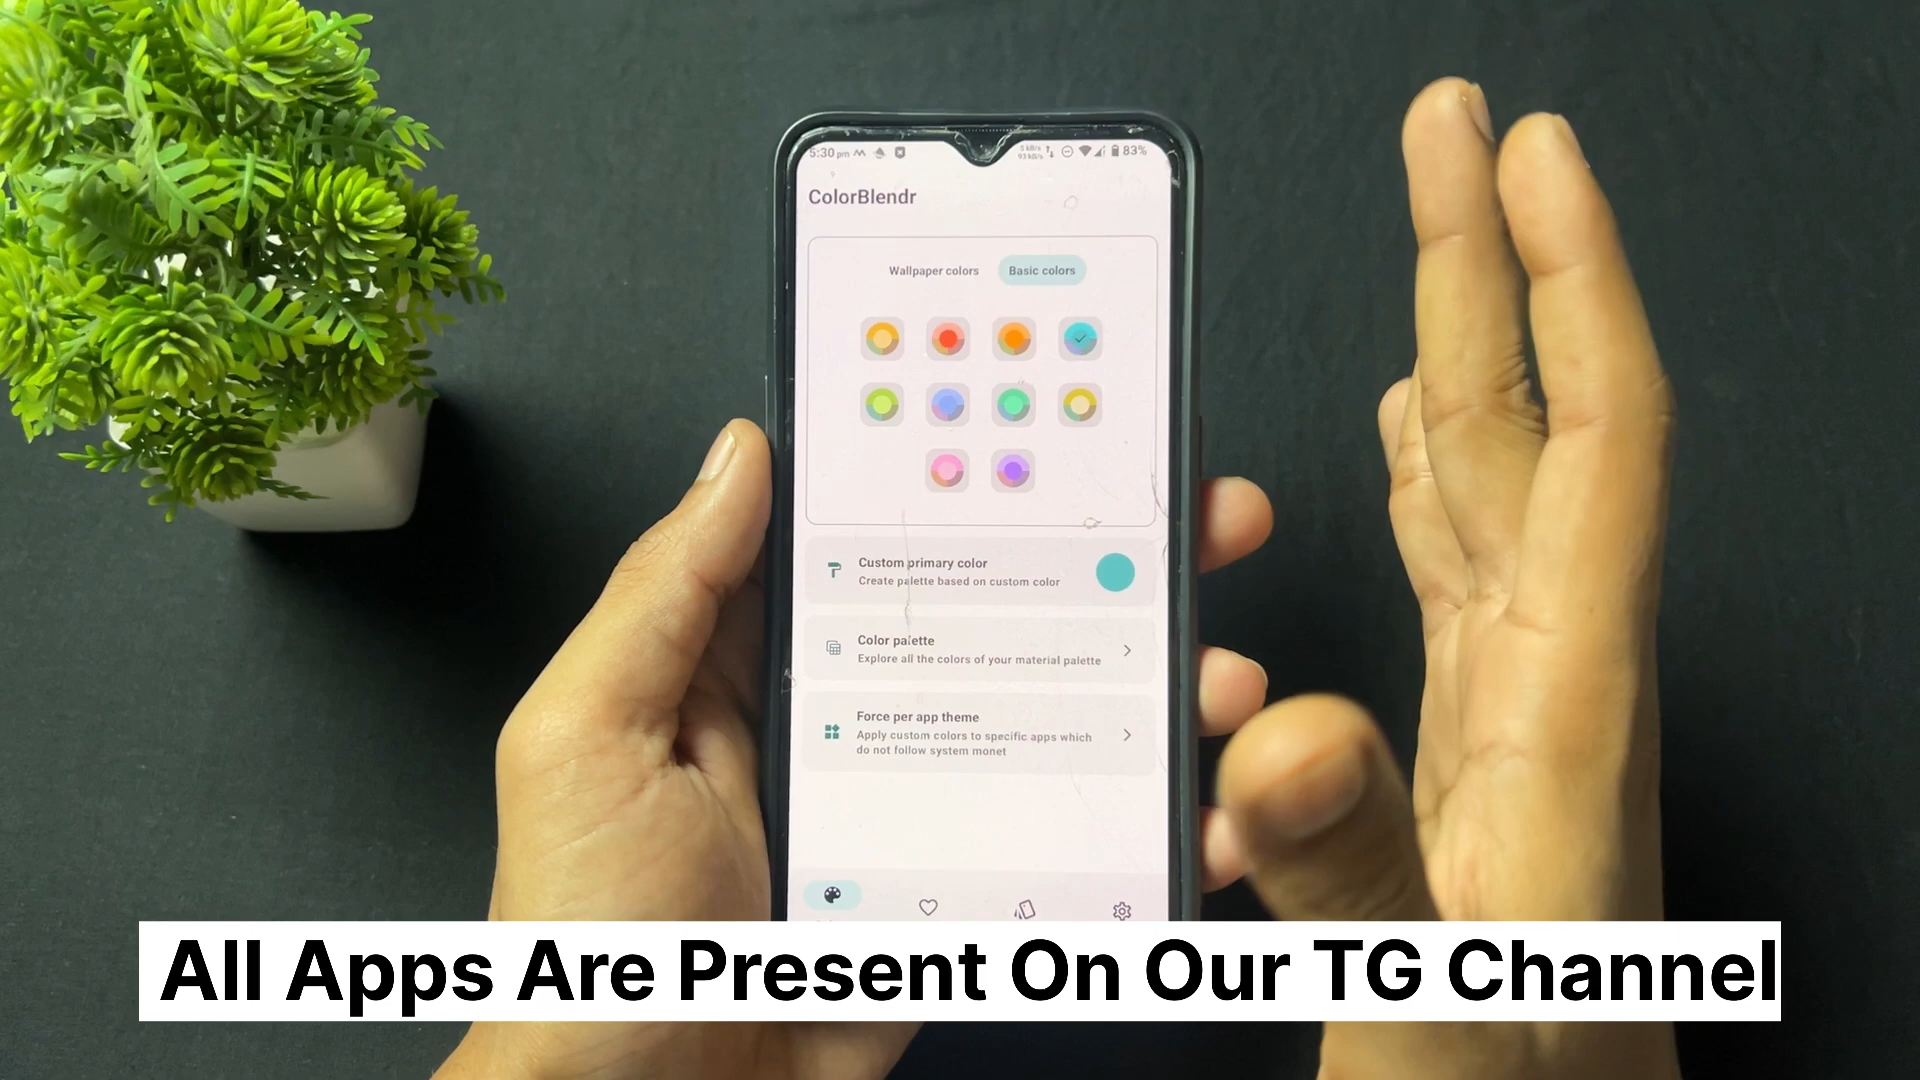 5:30 pm
83%
ColorBlendr
Wallpaper colors
Basic colors
Custom primary color
Create palette based on custom color
Color palette
Explore all the colors of your material palette
Force per app theme
Apply custom colors to specific apps which
do not follow system monet
All Apps Are Present On Our TG Channel